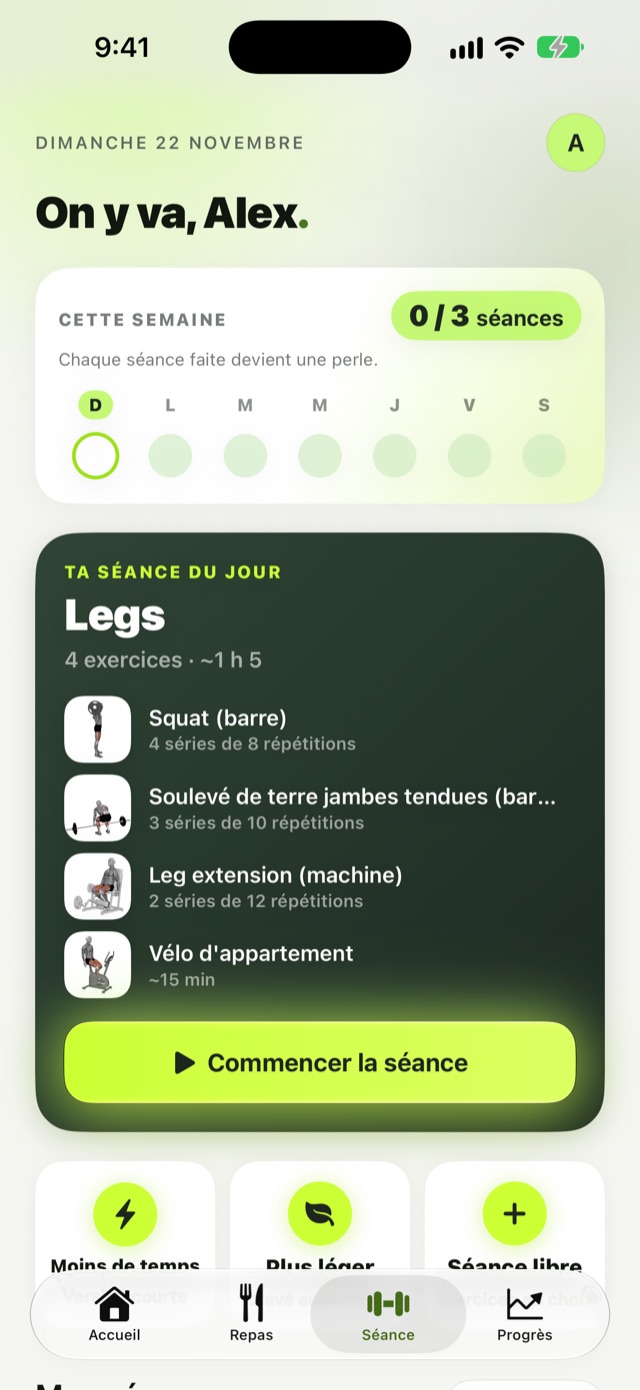 9:41
DIMANCHE 22 NOVEMBRE
A
On y va, Alex.
CETTE SEMAINE
0 / 3 séances
Chaque séance faite devient une perle.
D L M M J V S
TA SÉANCE DU JOUR
Legs
4 exercices · ~1 h 5
Squat (barre)
4 séries de 8 répétitions
Soulevé de terre jambes tendues (bar...
3 séries de 10 répétitions
Leg extension (machine)
2 séries de 12 répétitions
Vélo d'appartement
~15 min
Commencer la séance
Moins de temps
Plus léger
Séance libre
Accueil
Repas
Séance
Progrès